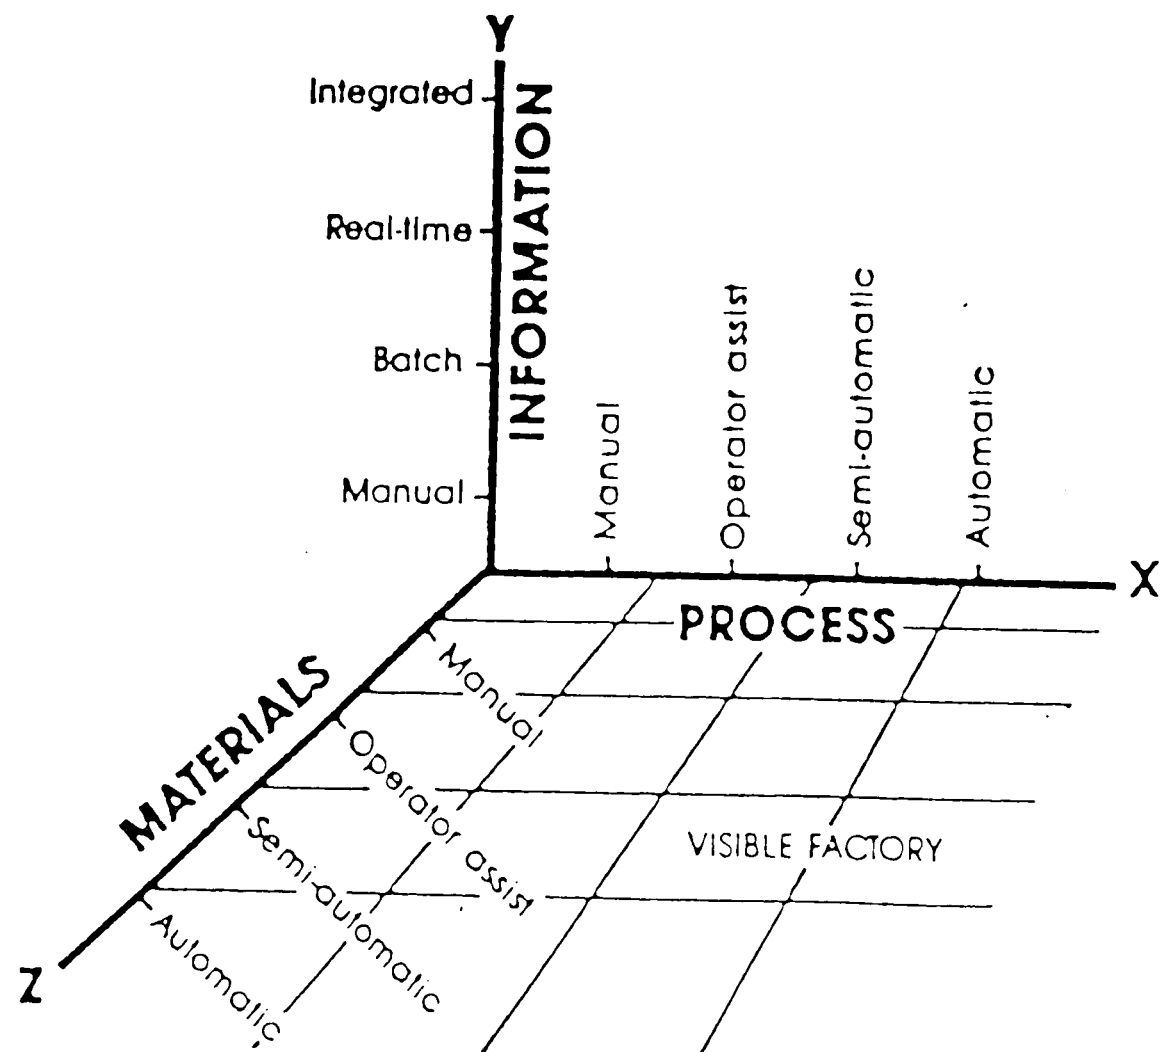 Y
Integrated
INFORMATION
Real-time
Batch
Manual
Manual
Operator assist
Semi-automatic
Automatic
X
PROCESS
MATERIALS
Manual
Operator assist
Semi-automatic
Automatic
VISIBLE FACTORY
Z